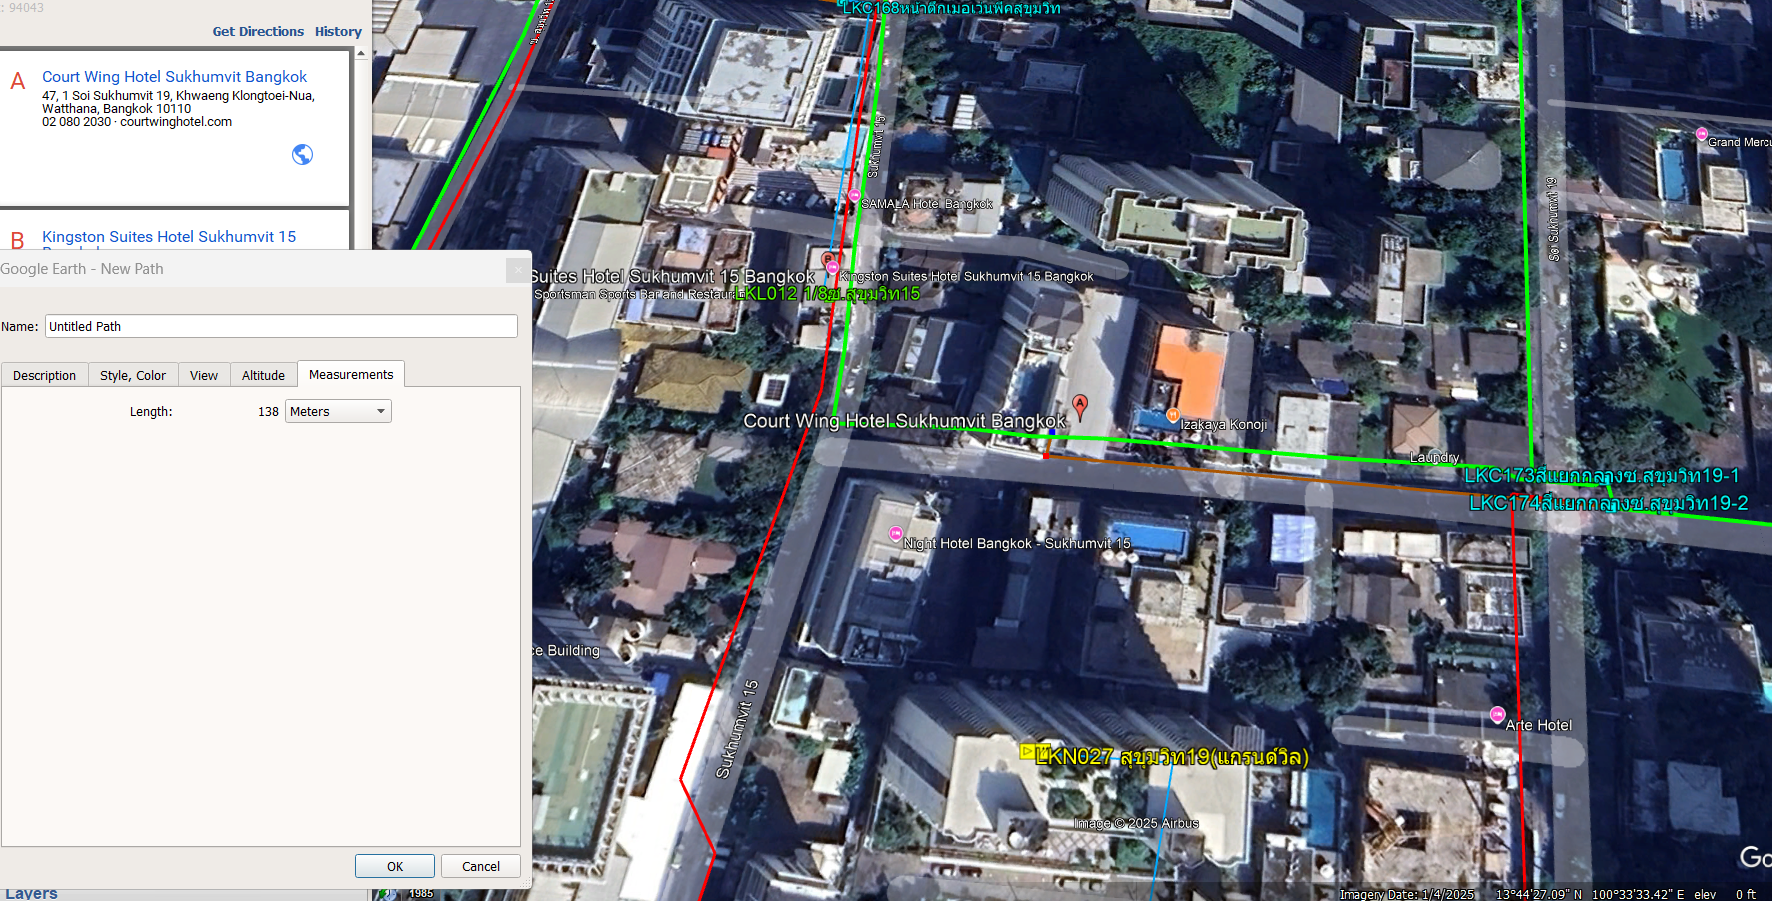 : 94043
Get Directions History
A
Court Wing Hotel Sukhumvit Bangkok
47, 1 Soi Sukhumvit 19, Khwaeng Klongtoei-Nua,
Watthana, Bangkok 10110
02 080 2030 · courtwinghotel.com
B
Kingston Suites Hotel Sukhumvit 15
Google Earth - New Path
Name: Untitled Path
Description Style, Color View Altitude Measurements
Length: 138 Meters
OK Cancel
Layers
1985
LKC168หน้าตึกเมอเว่นพีคสุขุมวิท
Sukhumvit 15
SAMALA Hotel Bangkok
Grand Mercu
Soi Sukhumvit 19
B
Suites Hotel Sukhumvit 15 Bangkok
Kingston Suites Hotel Sukhumvit 15 Bangkok
Sportsman Sports Bar and Restaura
LKL012 1/8ซ.สุขุมวิท15
A
Court Wing Hotel Sukhumvit Bangkok
Izakaya Konoji
Laundry
LKC173สี่แยกกลางซ.สุขุมวิท19-1
LKC174สี่แยกกลางซ.สุขุมวิท19-2
Night Hotel Bangkok - Sukhumvit 15
ce Building
Sukhumvit 15
Arte Hotel
LKN027 สุขุมวิท19(แกรนด์วิล)
Image © 2025 Airbus
Go
Imagery Date: 1/4/2025 13°44'27.09" N 100°33'33.42" E elev 0 ft